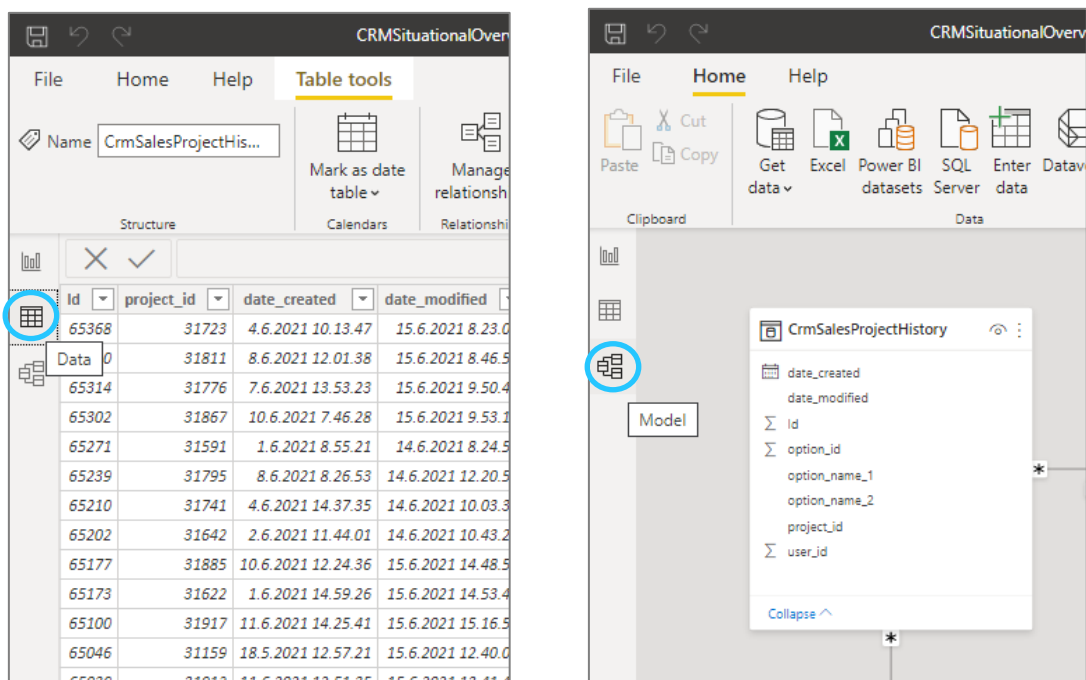 CRMSituationalOverv
File Home Help Table tools
Name CrmSalesProjectHis...
Mark as date table
Manage relationsh
Structure Calendars Relationshi
Id project_id date_created date_modified
65368 31723 4.6.2021 10.13.47 15.6.2021 8.23.0
0 31811 8.6.2021 12.01.38 15.6.2021 8.46.5
Data
65314 31776 7.6.2021 13.53.23 15.6.2021 9.50.4
65302 31867 10.6.2021 7.46.28 15.6.2021 9.53.1
65271 31591 1.6.2021 8.55.21 14.6.2021 8.24.5
65239 31795 8.6.2021 8.26.53 14.6.2021 12.20.5
65210 31741 4.6.2021 14.37.35 14.6.2021 10.03.3
65202 31642 2.6.2021 11.44.01 14.6.2021 10.43.2
65177 31885 10.6.2021 12.24.36 15.6.2021 14.48.5
65173 31622 1.6.2021 14.59.26 15.6.2021 14.53.4
65100 31917 11.6.2021 14.25.41 15.6.2021 15.16.5
65046 31159 18.5.2021 12.57.21 15.6.2021 12.40.0
CRMSituationalOverv
File Home Help
Paste
Cut
Copy
Get data
Excel
Power BI datasets
SQL Server
Enter data
Datav
Clipboard Data
CrmSalesProjectHistory
date_created
date_modified
Id
option_id
option_name_1
option_name_2
project_id
user_id
Collapse
Model